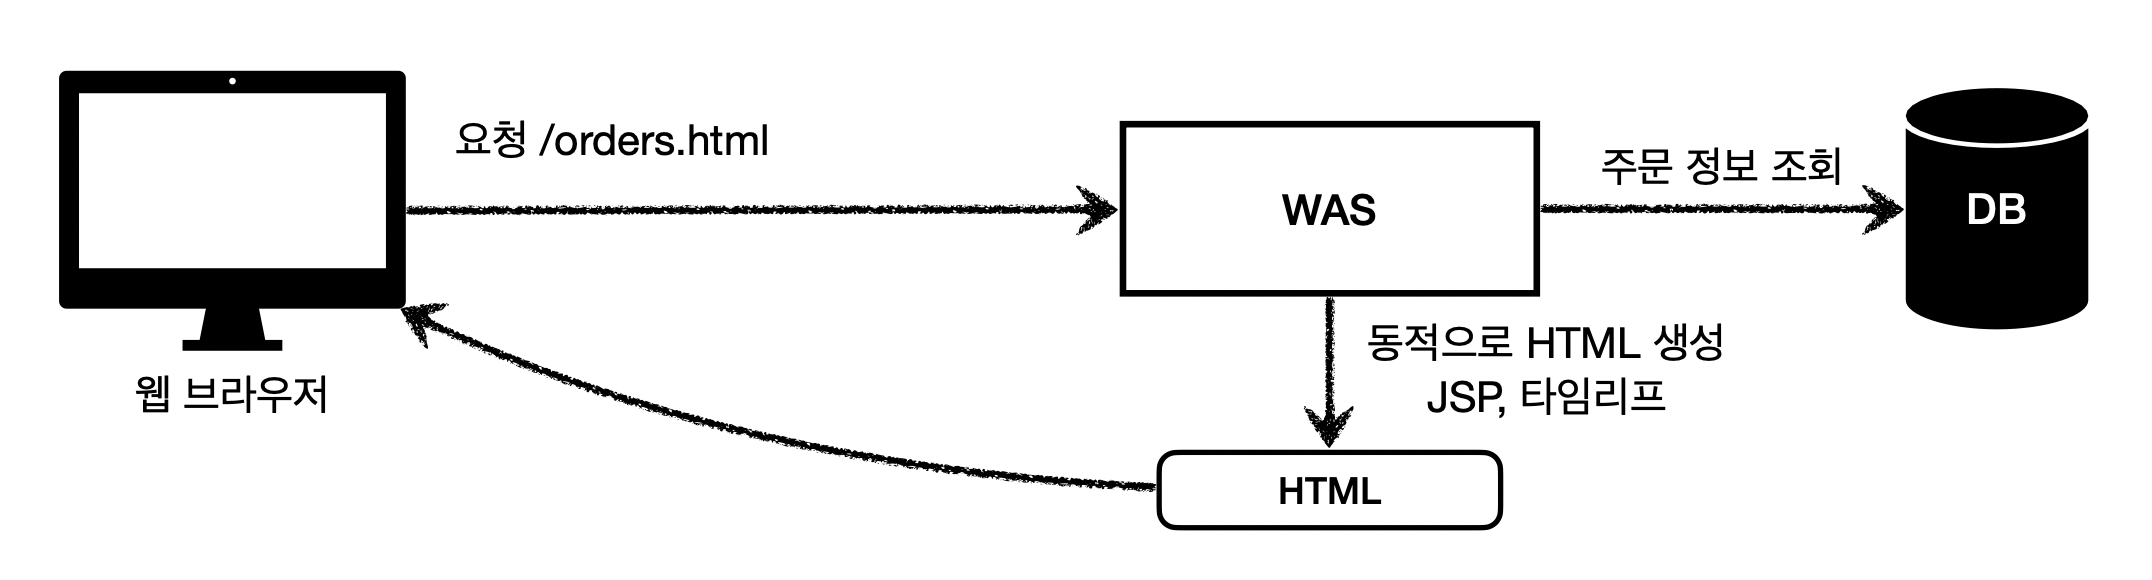 요청 /orders.html
WAS
주문 정보 조회
DB
동적으로 HTML 생성
JSP, 타임리프
웹 브라우저
HTML